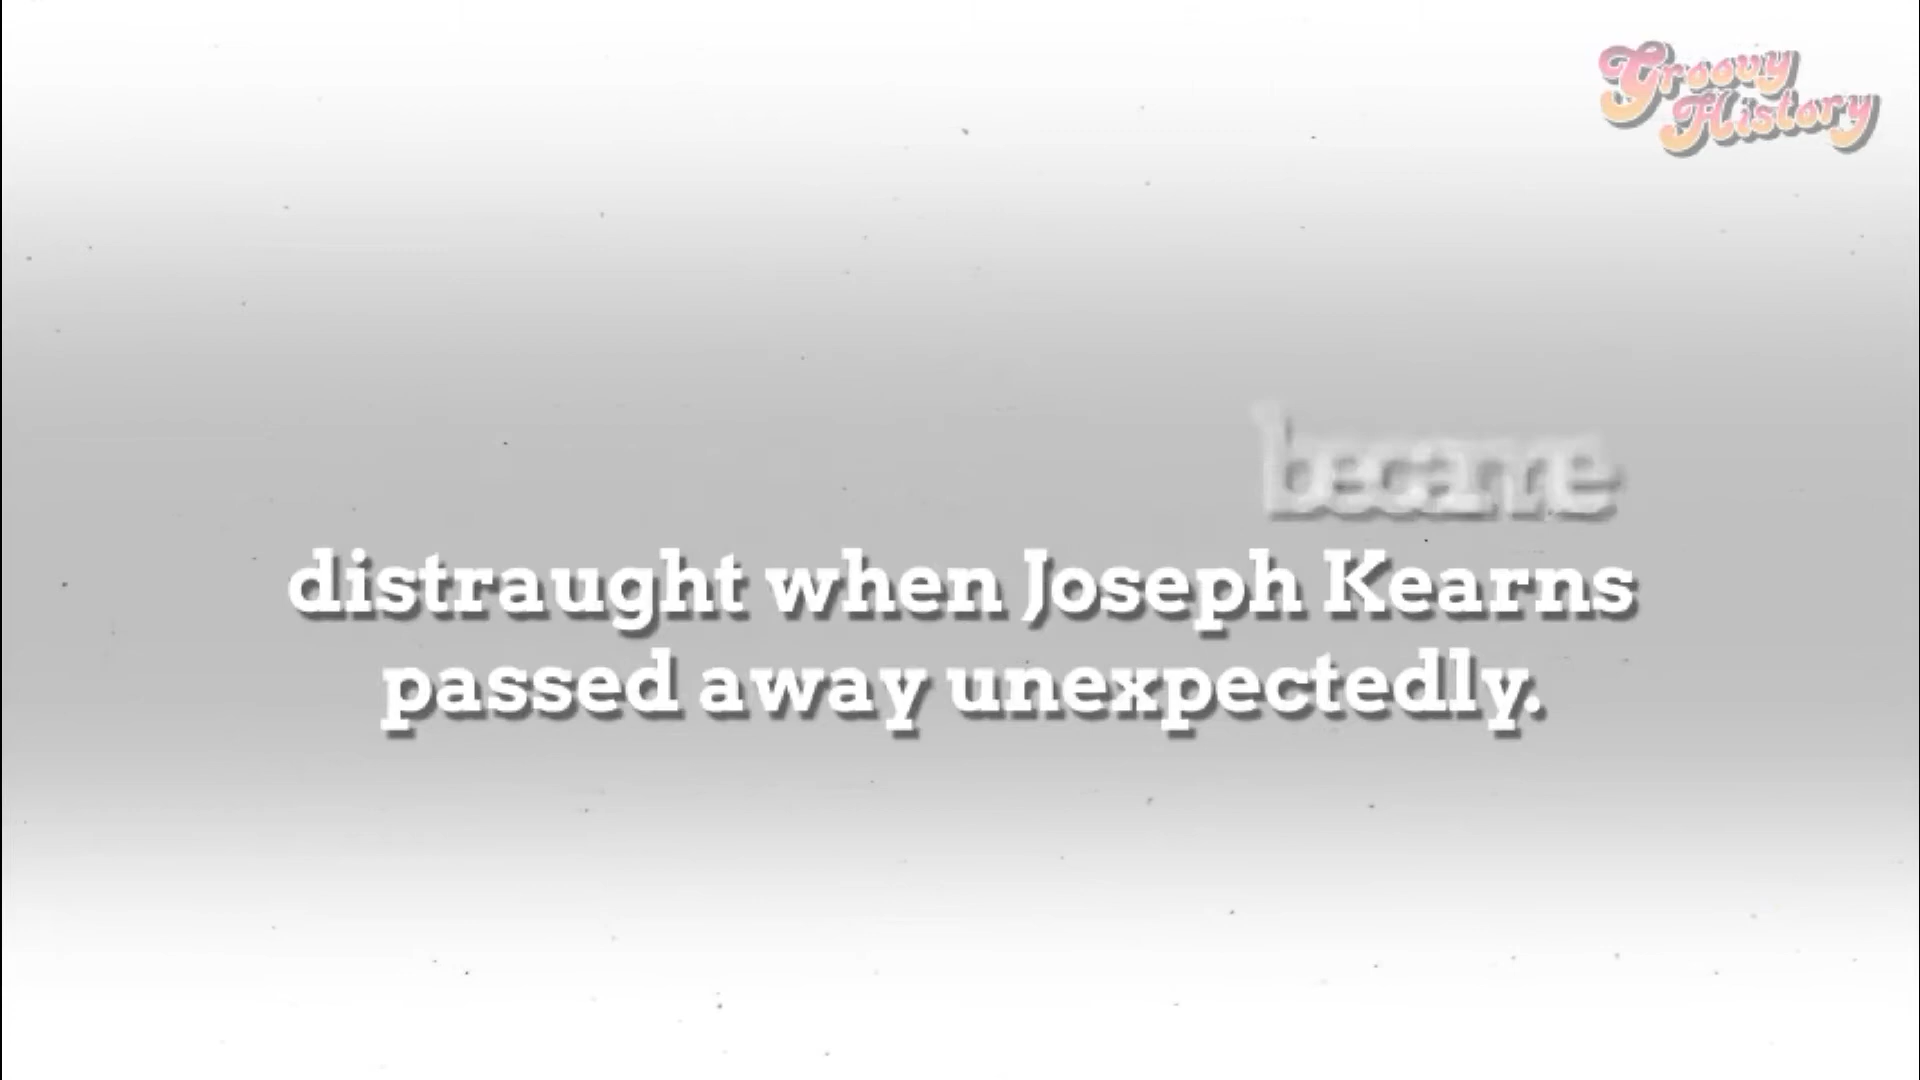 Groovy
History
became
distraught when Joseph Kearns
passed away unexpectedly.